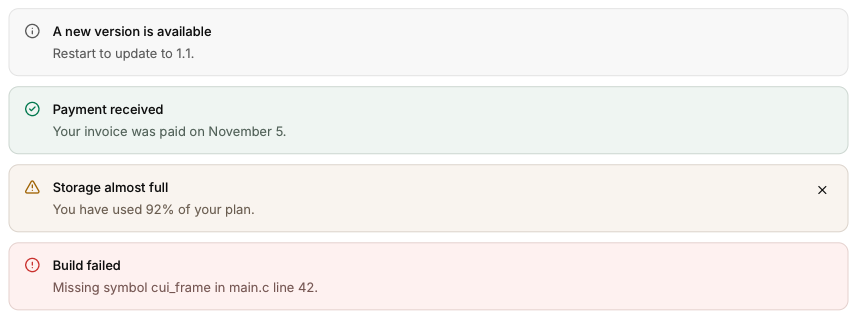 A new version is available
Restart to update to 1.1.
Payment received
Your invoice was paid on November 5.
Storage almost full
You have used 92% of your plan.
Build failed
Missing symbol cui_frame in main.c line 42.